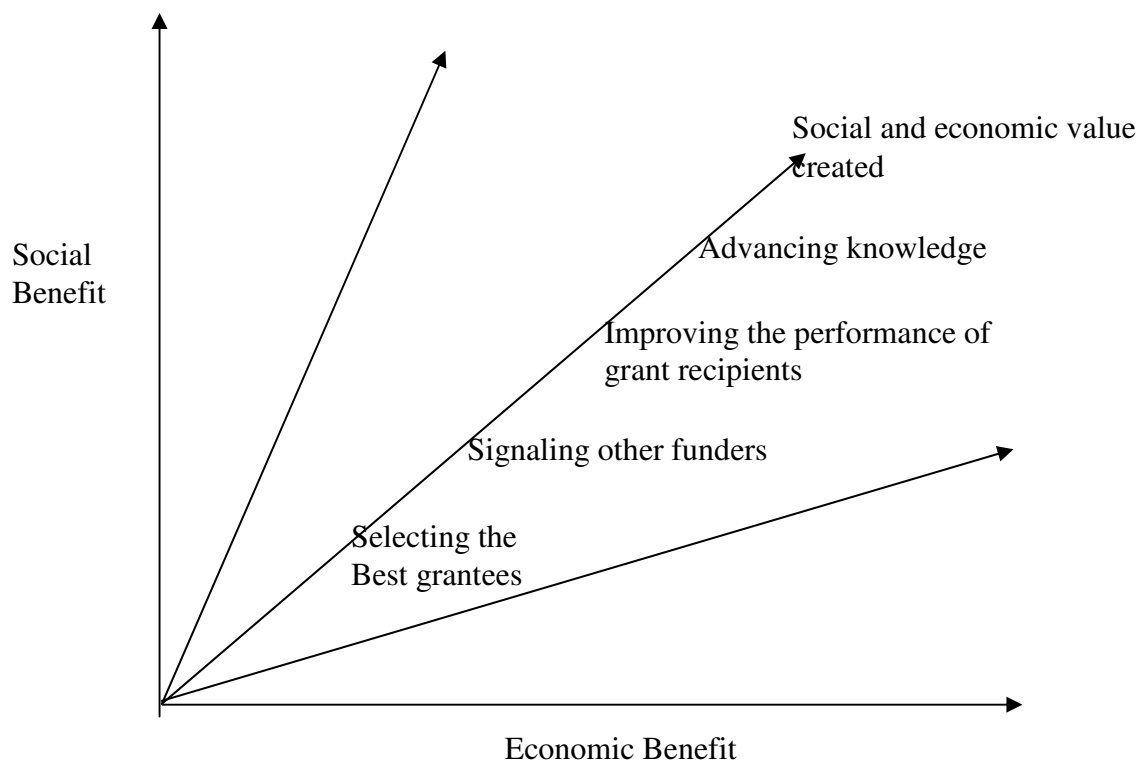 Social and economic value
created
Social
Benefit
Advancing knowledge
Improving the performance of
grant recipients
Signaling other funders
Selecting the
Best grantees
Economic Benefit